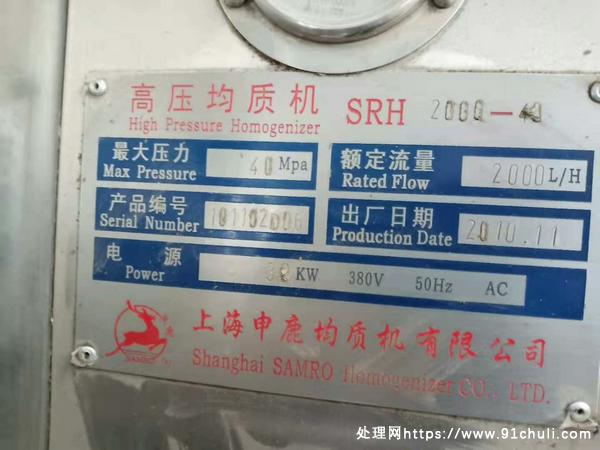 高压均质机 SRH 2000-40
High Pressure Homogenizer
最大压力 40 Mpa 额定流量 2000L/H
Max Pressure Rated Flow
产品编号 101102006 出厂日期 2010.11
Serial Number Production Date
电源 KW 380V 50Hz AC
Power
上海申鹿均质机有限公司
Shanghai SAMRO Homogenizer CO., LTD.
处理网https://www.91chuli.com/